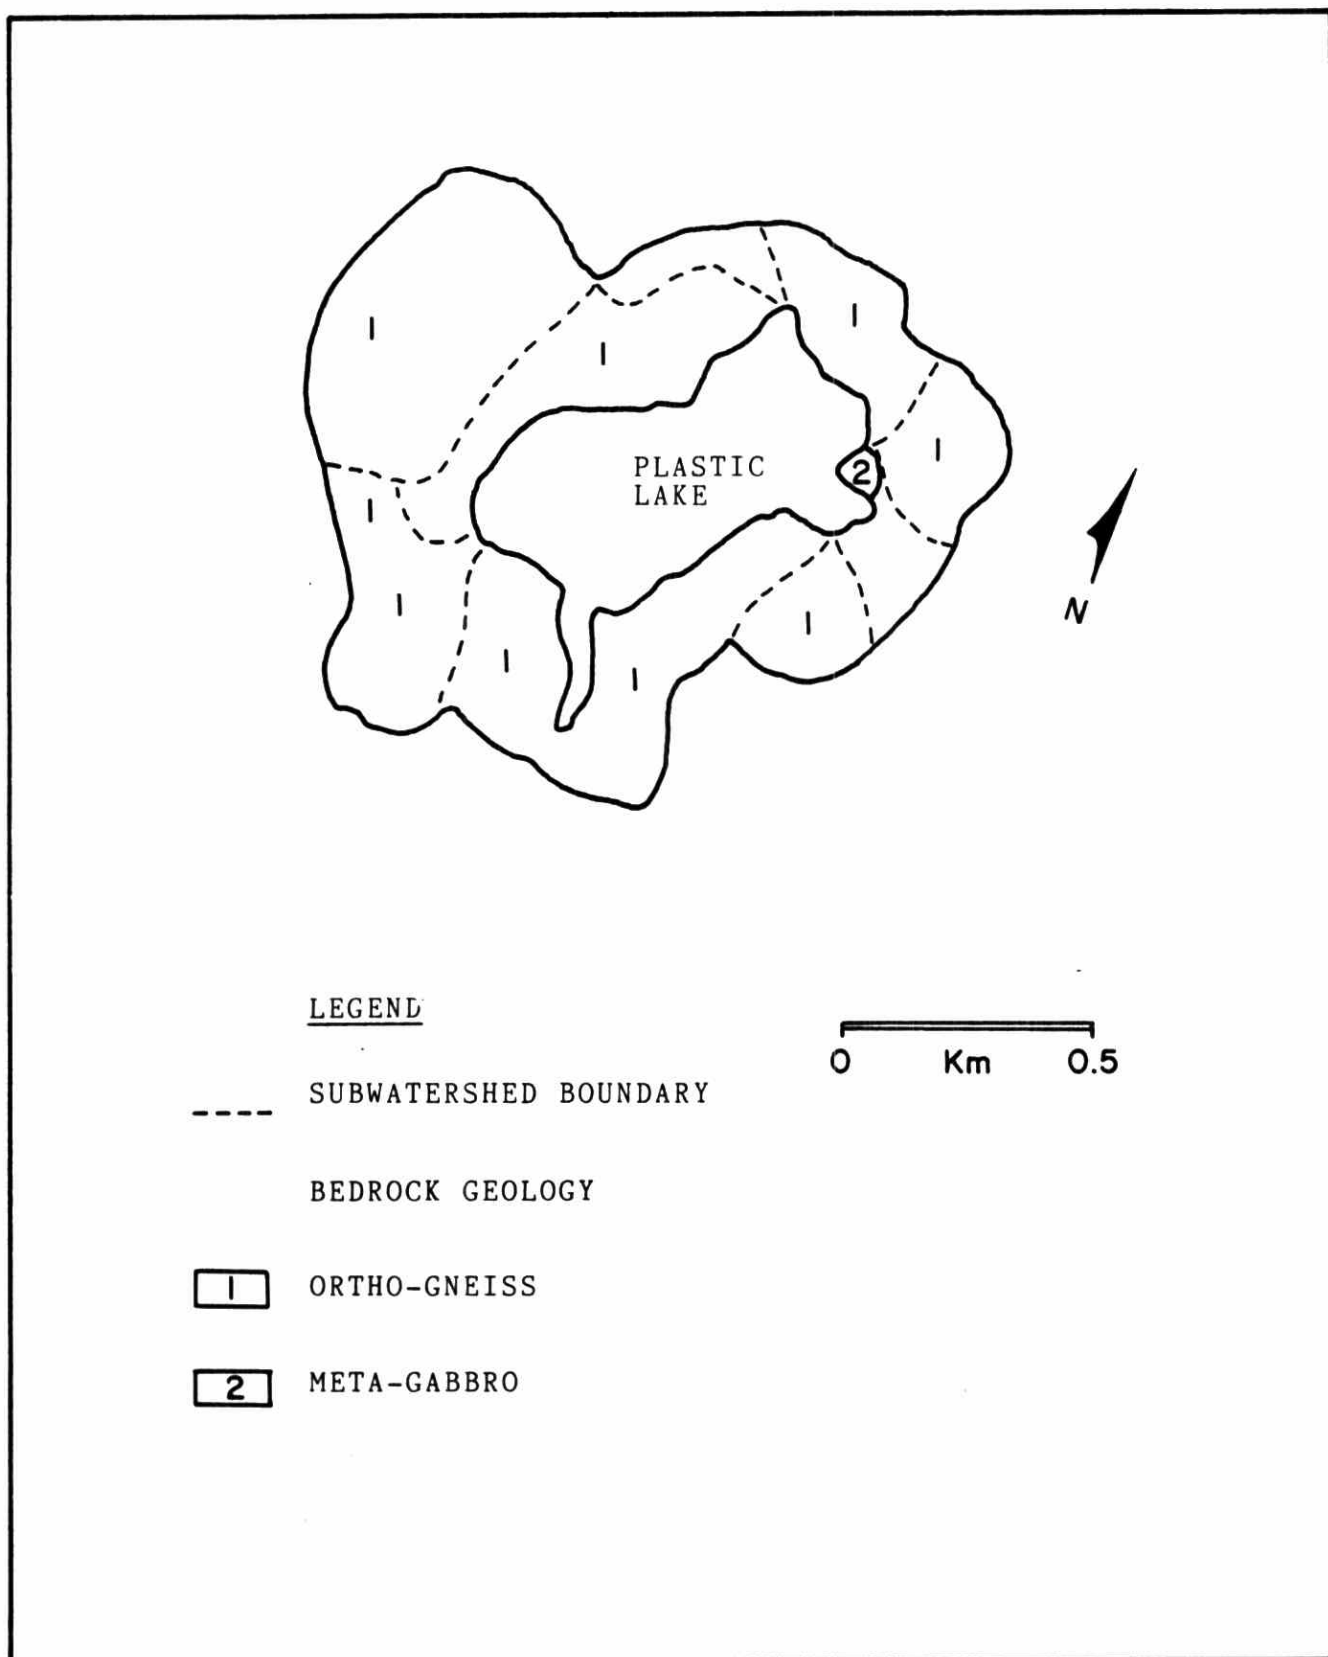 1
1
1
PLASTIC
LAKE
2
1
1
1
1
1
1
N
LEGEND
0 Km 0.5
SUBWATERSHED BOUNDARY
BEDROCK GEOLOGY
1 ORTHO-GNEISS
2 META-GABBRO